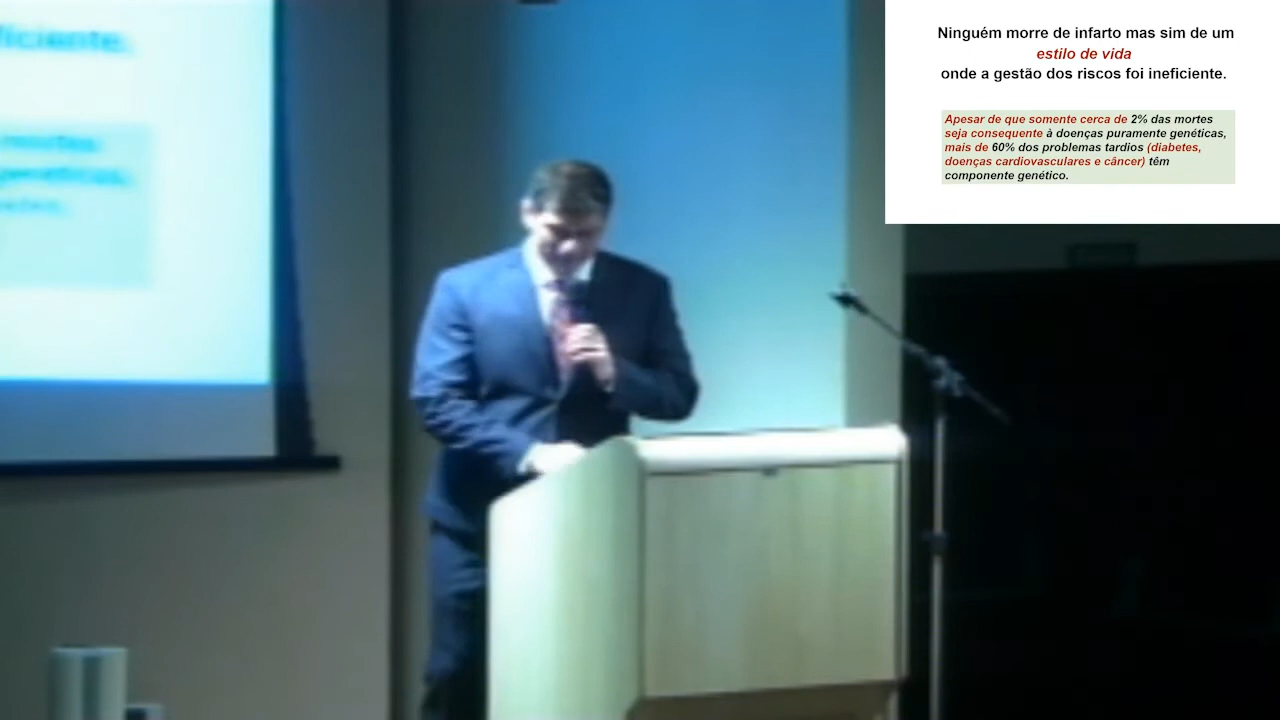 ficiente.
Ninguém morre de infarto mas sim de um
estilo de vida
onde a gestão dos riscos foi ineficiente.
Apesar de que somente cerca de 2% das mortes
seja consequente à doenças puramente genéticas,
mais de 60% dos problemas tardios (diabetes,
doenças cardiovasculares e câncer) têm
componente genético.